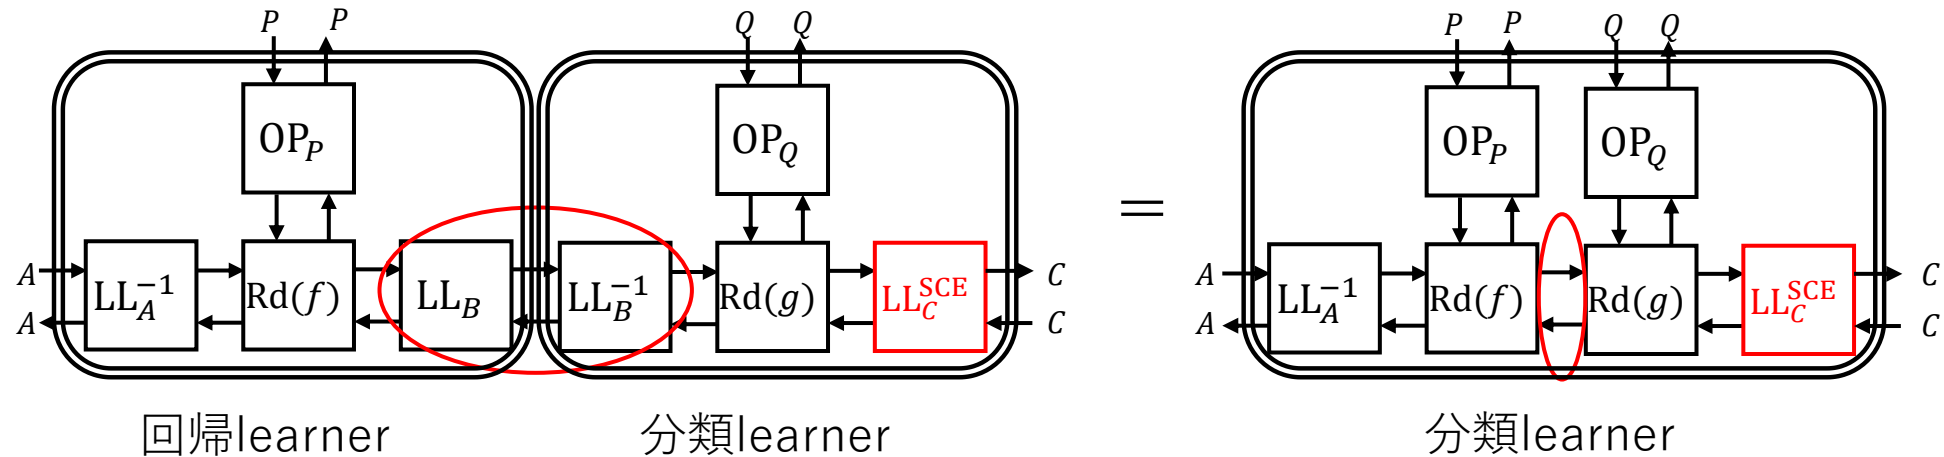 P P Q Q P P Q Q
OP_P OP_Q = OP_P OP_Q
A LL_A^{-1} Rd(f) LL_B LL_B^{-1} Rd(g) LL_C^{SCE} C A LL_A^{-1} Rd(f) Rd(g) LL_C^{SCE} C
A C A C
回帰learner 分類learner 分類learner